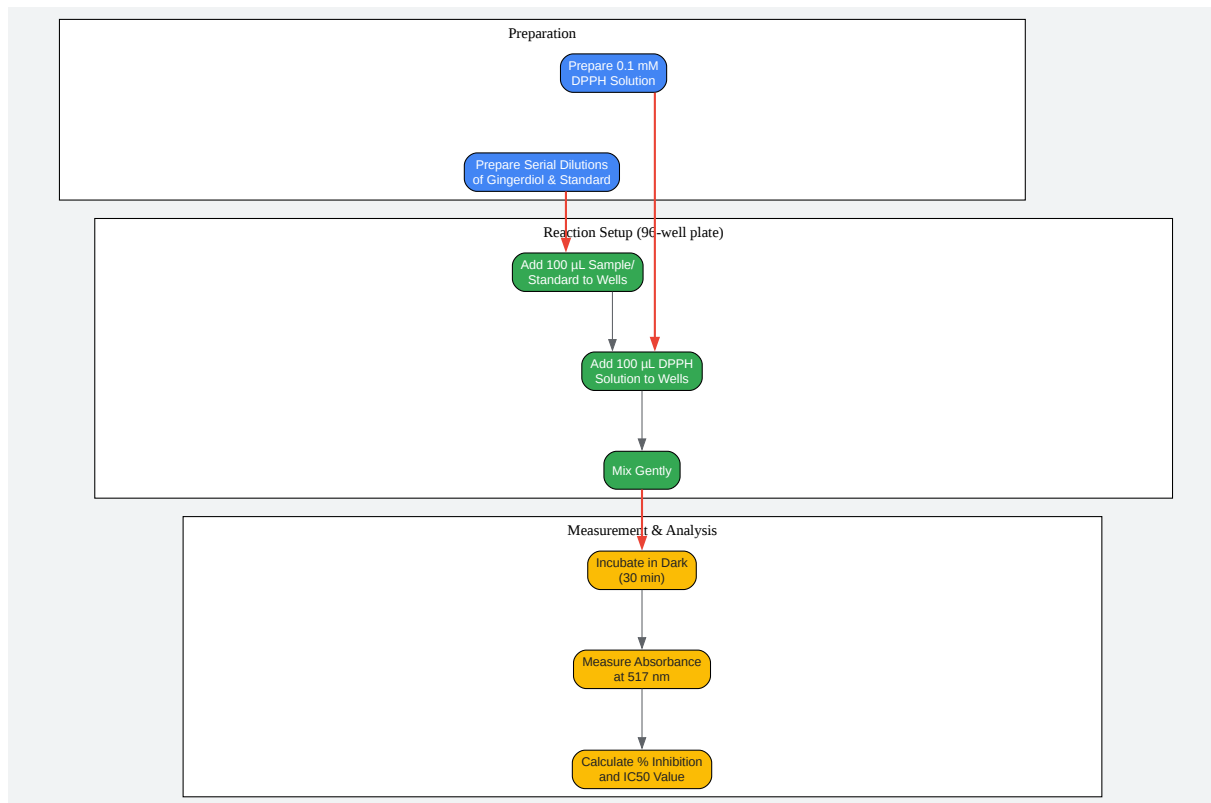 Preparation
Prepare 0.1 mM
DPPH Solution
Prepare Serial Dilutions
of Gingerdiol & Standard
Reaction Setup (96-well plate)
Add 100 µL Sample/
Standard to Wells
Add 100 µL DPPH
Solution to Wells
Mix Gently
Measurement & Analysis
Incubate in Dark
(30 min)
Measure Absorbance
at 517 nm
Calculate % Inhibition
and IC50 Value